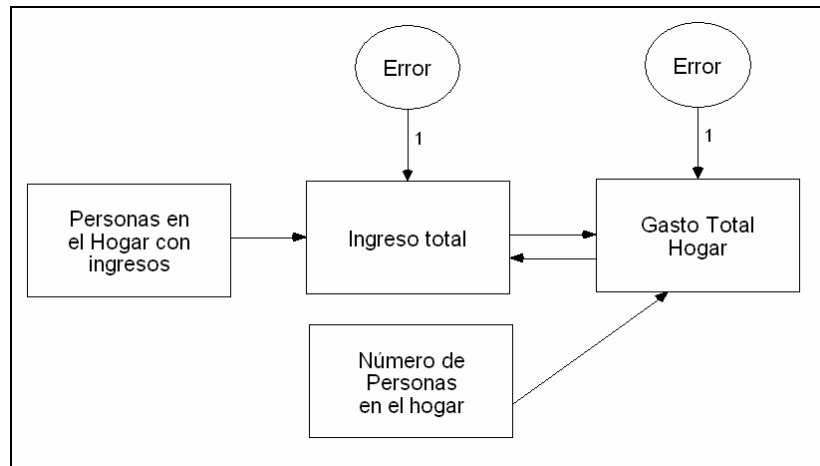 Error
Error
1
1
Personas en
el Hogar con
ingresos
Ingreso total
Gasto Total
Hogar
Número de
Personas
en el hogar